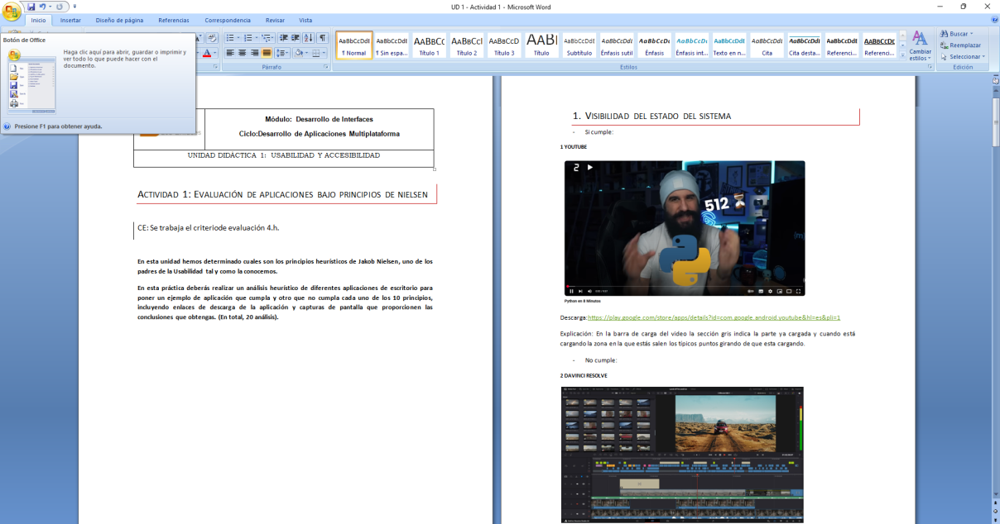 UD 1 - Actividad 1 - Microsoft Word
Inicio Insertar Diseño de página Referencias Correspondencia Revisar Vista
Botón de Office
Haga clic aquí para abrir, guardar o imprimir y
ver todo lo que puede hacer con el
documento.
Presione F1 para obtener ayuda.
AaBbCcDdI AaBbCcDdI AABBC( AABBCCl AABBCCD AABI AaBbCcDdE AaBbCcDdl AaBbCcDc AaBbCcDt AaBbCcDdE AaBbCcDdl AaBbCcDdt AaBbCcDdI AaBbCcDc
¶ Normal ¶ Sin espa... Título 1 Título 2 Título 3 Título Subtítulo Énfasis sutil Énfasis Énfasis int... Texto en n... Cita Cita desta... Referenci... Referenci...
Cambiar
estilos
Buscar
Reemplazar
Seleccionar
Párrafo Estilos Edición
Módulo: Desarrollo de Interfaces
Ciclo:Desarrollo de Aplicaciones Multiplataforma
UNIDAD DIDÁCTICA 1: USABILIDAD Y ACCESIBILIDAD
ACTIVIDAD 1: EVALUACIÓN DE APLICACIONES BAJO PRINCIPIOS DE NIELSEN
CE: Se trabaja el criteriode evaluación 4.h.
En esta unidad hemos determinado cuales son los principios heurísticos de Jakob Nielsen, uno de los
padres de la Usabilidad tal y como la conocemos.
En esta práctica deberás realizar un análisis heurístico de diferentes aplicaciones de escritorio para
poner un ejemplo de aplicación que cumpla y otro que no cumpla cada uno de los 10 principios,
incluyendo enlaces de descarga de la aplicación y capturas de pantalla que proporcionen las
conclusiones que obtengas. (En total, 20 análisis).
1. VISIBILIDAD DEL ESTADO DEL SISTEMA
- Si cumple:
1 YOUTUBE
2
512
Python en 8 Minutos
Descarga:https://play.google.com/store/apps/details?id=com.google.android.youtube&hl=es&pli=1
Explicación: En la barra de carga del video la sección gris indica la parte ya cargada y cuando está
cargando la zona en la que estás salen los típicos puntos girando de que esta cargando.
- No cumple:
2 DAVINCI RESOLVE